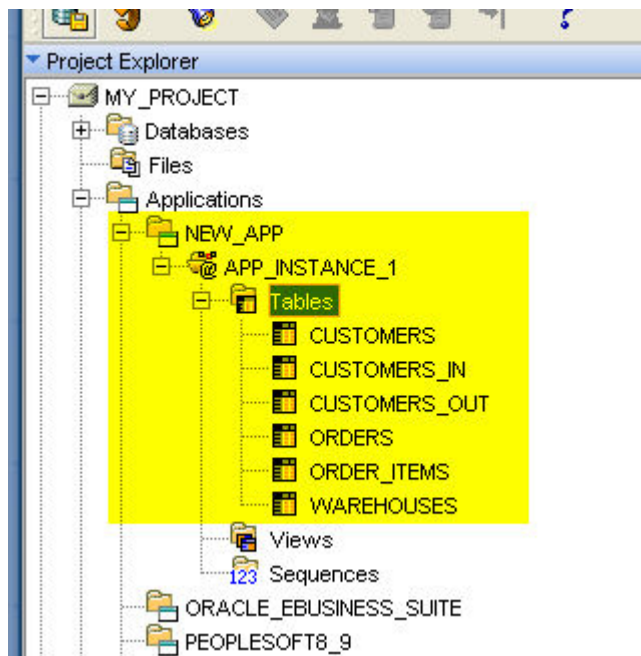 Project Explorer
MY_PROJECT
Databases
Files
Applications
NEW_APP
APP_INSTANCE_1
Tables
CUSTOMERS
CUSTOMERS_IN
CUSTOMERS_OUT
ORDERS
ORDER_ITEMS
WAREHOUSES
Views
123 Sequences
ORACLE_EBUSINESS_SUITE
PEOPLESOFT8_9